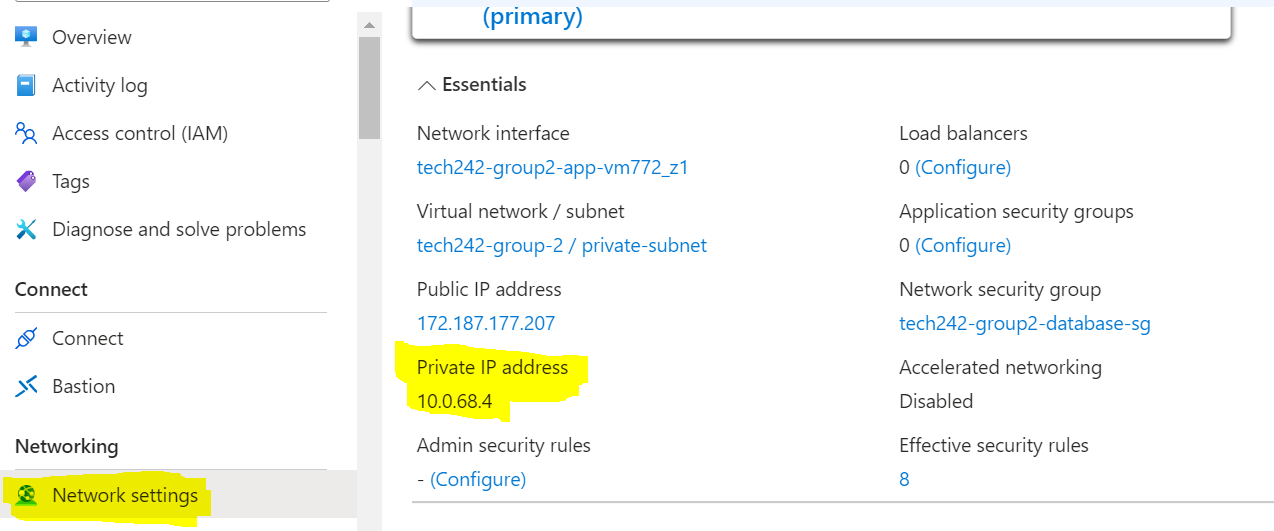 Overview
Activity log
Access control (IAM)
Tags
Diagnose and solve problems
Connect
Connect
Bastion
Networking
Network settings
(primary)
Essentials
Network interface
tech242-group2-app-vm772_z1
Virtual network / subnet
tech242-group-2 / private-subnet
Public IP address
172.187.177.207
Private IP address
10.0.68.4
Admin security rules
- (Configure)
Load balancers
0 (Configure)
Application security groups
0 (Configure)
Network security group
tech242-group2-database-sg
Accelerated networking
Disabled
Effective security rules
8